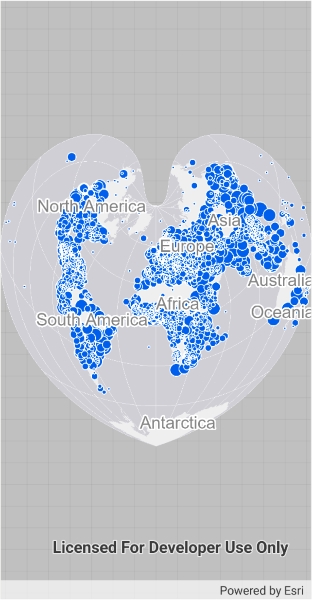 North America
Asia
Europe
Australia
Africa
Oceania
South America
Antarctica
Licensed For Developer Use Only
Powered by Esri